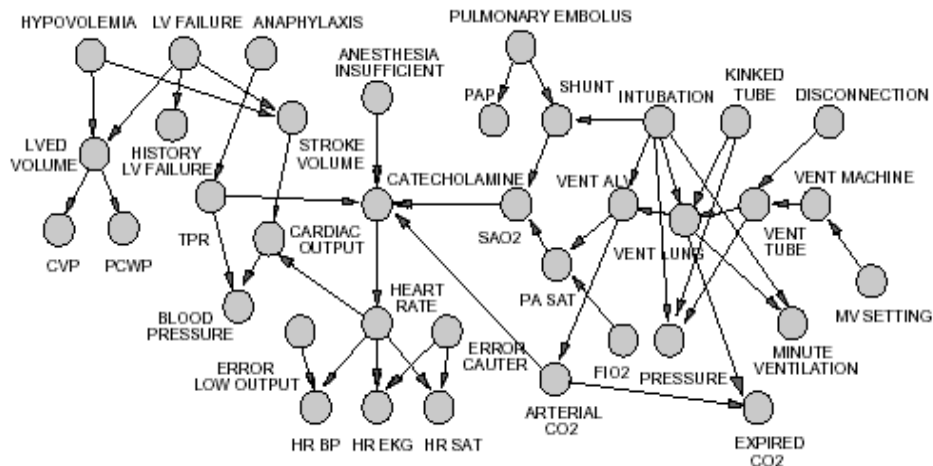 PULMONARY EMBOLUS
HYPOVOLEMIA
LV FAILURE
ANAPHYLAXIS
ANESTHESIA
INSUFFICIENT
PAP
SHUNT
INTUBATION
KINKED
TUBE
DISCONNECTION
LVED
VOLUME
HISTORY
LV FAILURE
STROKE
VOLUME
CATECHOLAMINE
VENT ALV
VENT MACHINE
TPR
CARDIAC
OUTPUT
SAO2
VENT LUNG
VENT
TUBE
CVP
PCWP
PA SAT
HEART
RATE
BLOOD
PRESSURE
MV SETTING
ERROR
LOW OUTPUT
ERROR
CAUTER
FIO2
PRESSURE
MINUTE
VENTILATION
HR BP
HR EKG
HR SAT
ARTERIAL
CO2
EXPIRED
CO2